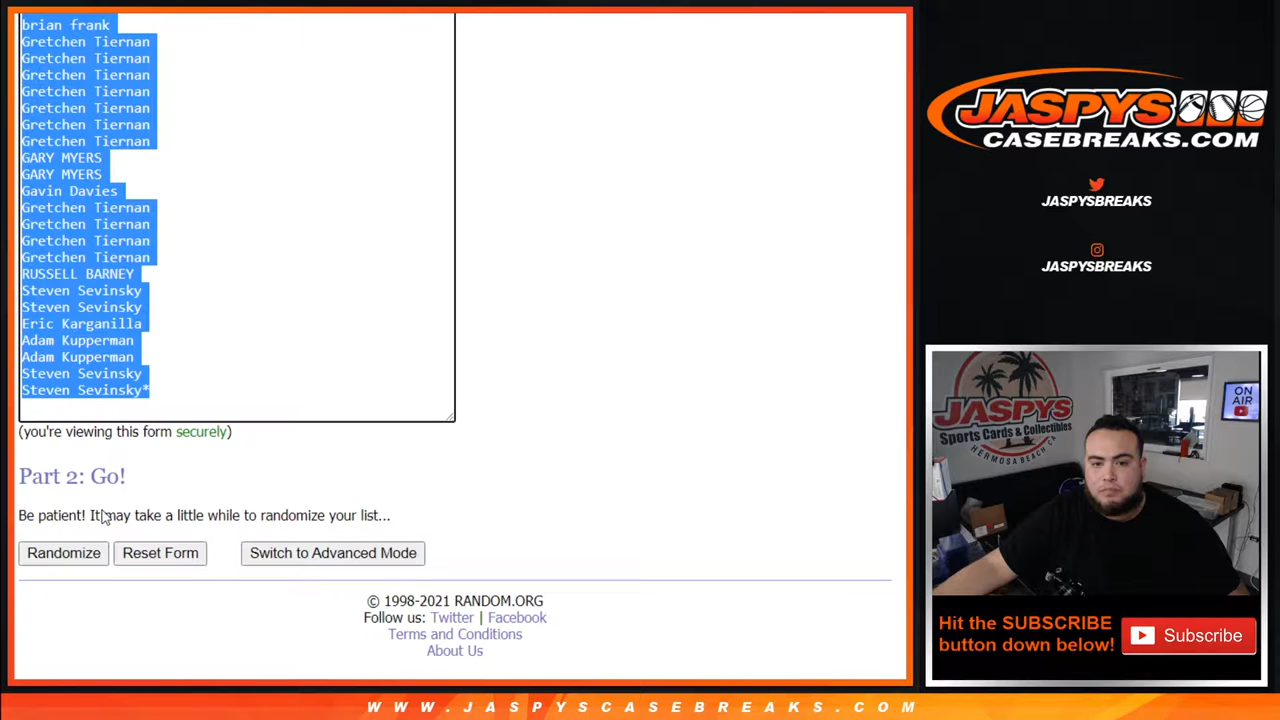 brian frank
Gretchen Tiernan
Gretchen Tiernan
Gretchen Tiernan
Gretchen Tiernan
Gretchen Tiernan
Gretchen Tiernan
Gretchen Tiernan
GARY MYERS
GARY MYERS
Gavin Davies
Gretchen Tiernan
Gretchen Tiernan
Gretchen Tiernan
Gretchen Tiernan
RUSSELL BARNEY
Steven Sevinsky
Steven Sevinsky
Eric Karganilla
Adam Kupperman
Adam Kupperman
Steven Sevinsky
Steven Sevinsky*
(you're viewing this form securely)
Part 2: Go!
Be patient! It may take a little while to randomize your list...
Randomize
Reset Form
Switch to Advanced Mode
© 1998-2021 RANDOM.ORG
Follow us: Twitter | Facebook
Terms and Conditions
About Us
JASPYS
CASEBREAKS.COM
JASPYSBREAKS
JASPYSBREAKS
JASPYS
Sports Cards & Collectibles
HERMOSA BEACH CA
ON
AIR
Hit the SUBSCRIBE
button down below!
Subscribe
WWW.JASPYSCASEBREAKS.COM